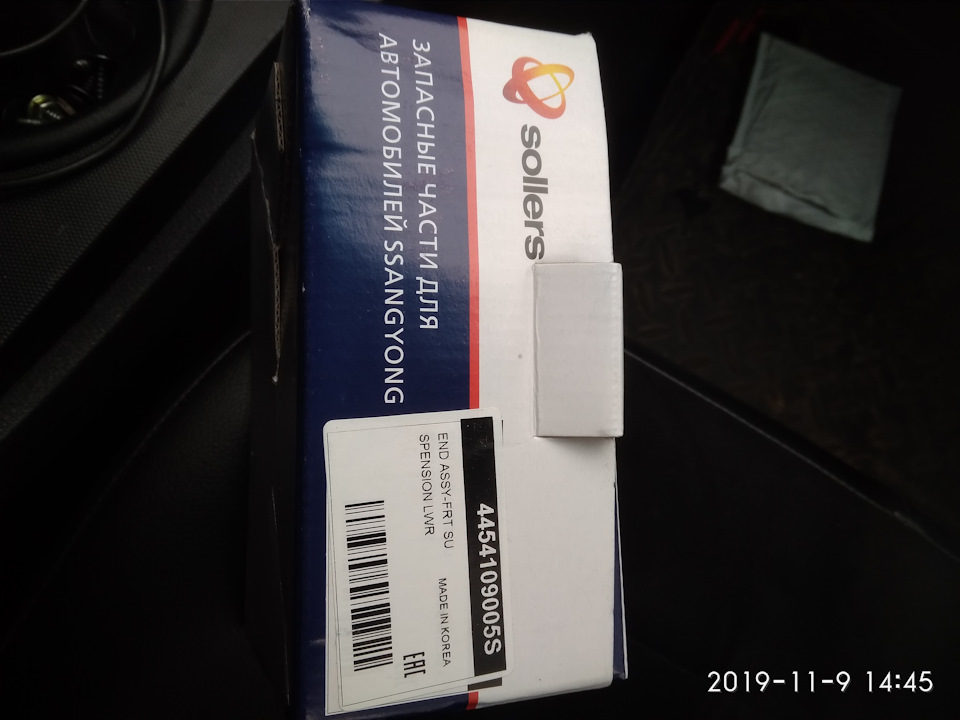 sollers
ЗАПАСНЫЕ ЧАСТИ ДЛЯ
АВТОМОБИЛЕЙ SSANGYONG
4454109005S
END ASSY-FRT SU
SPENSION LWR
MADE IN KOREA
EAC
2019-11-9 14:45